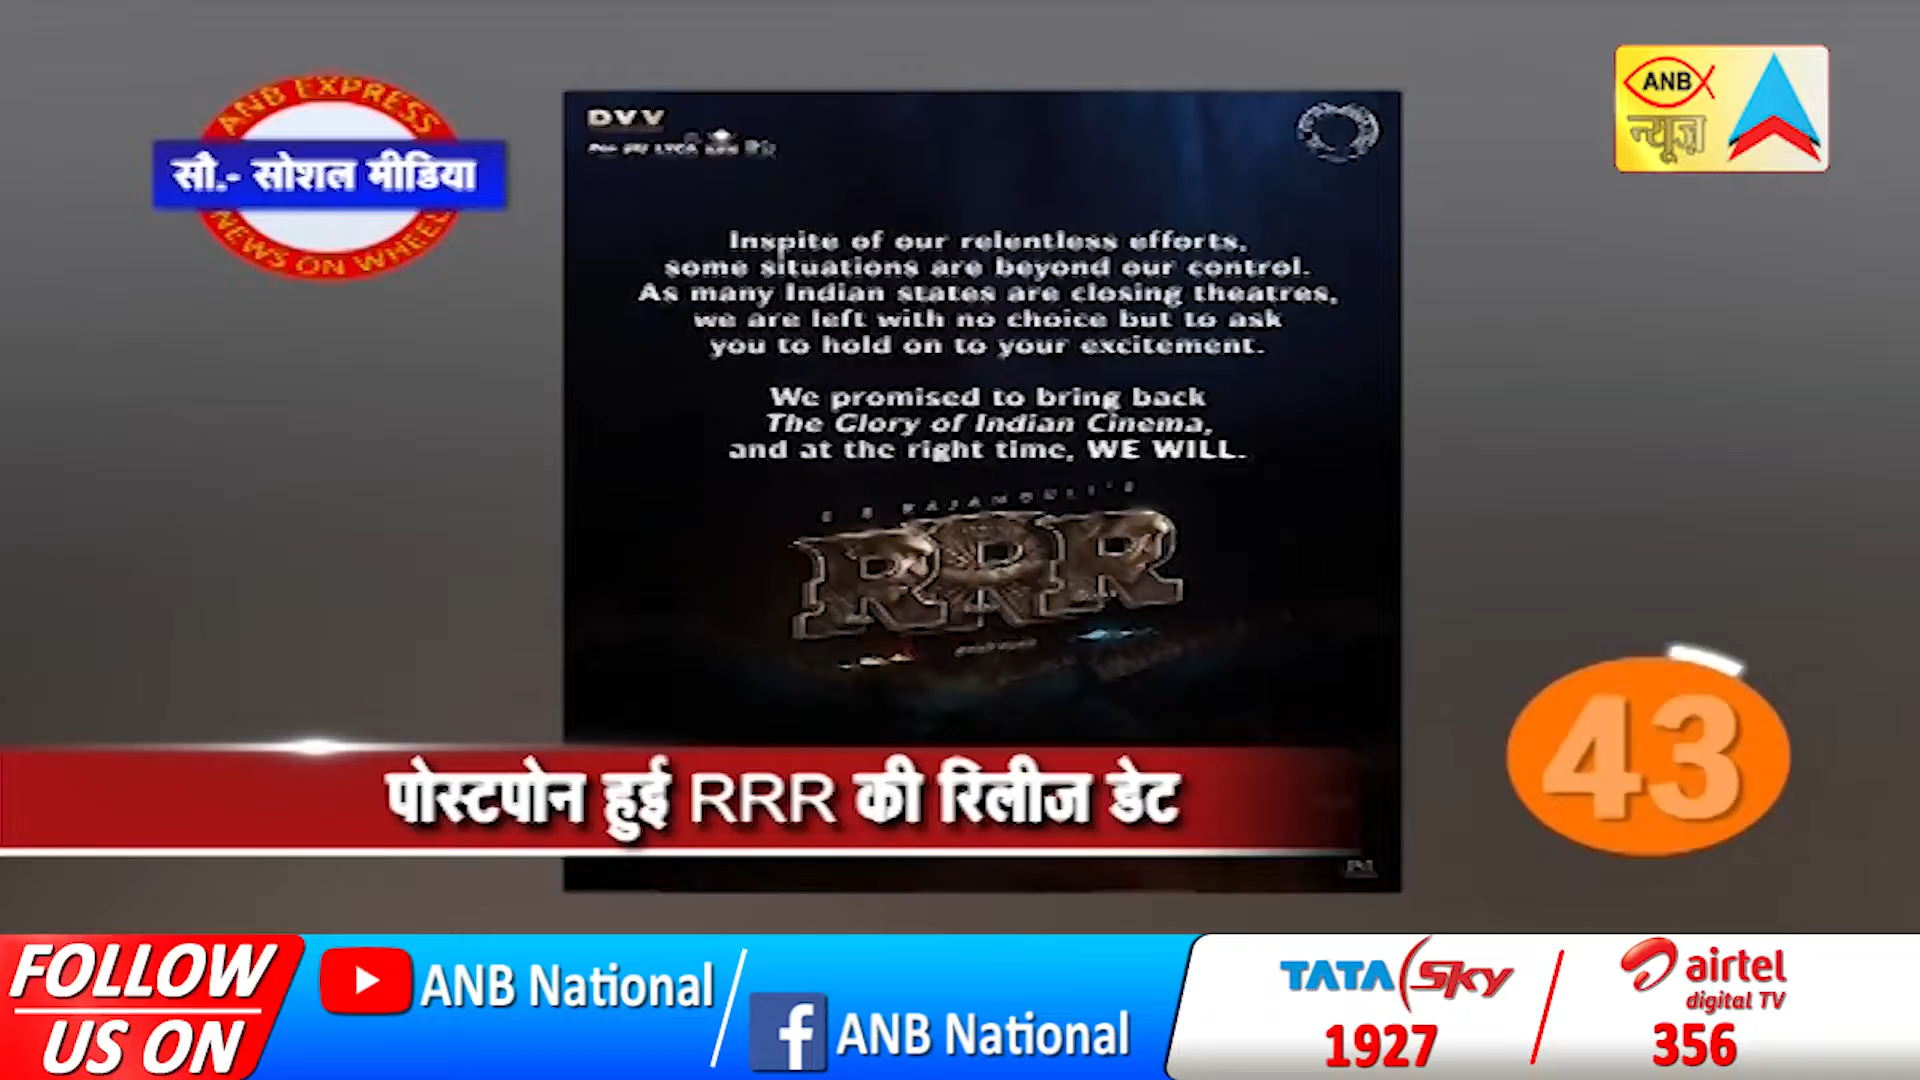 ANB EXPRESS
सौ.- सोशल मीडिया
NEWS ON WHEEL
ANB
न्यूज़
DVV
Inspite of our relentless efforts,
some situations are beyond our control.
As many Indian states are closing theatres,
we are left with no choice but to ask
you to hold on to your excitement.
We promised to bring back
The Glory of Indian Cinema,
and at the right time, WE WILL.
S S RAJAMOULI'S
RRR
43
पोस्टपोन हुई RRR की रिलीज डेट
FOLLOW
US ON
ANB National
ANB National
TATA Sky
1927
airtel
digital TV
356